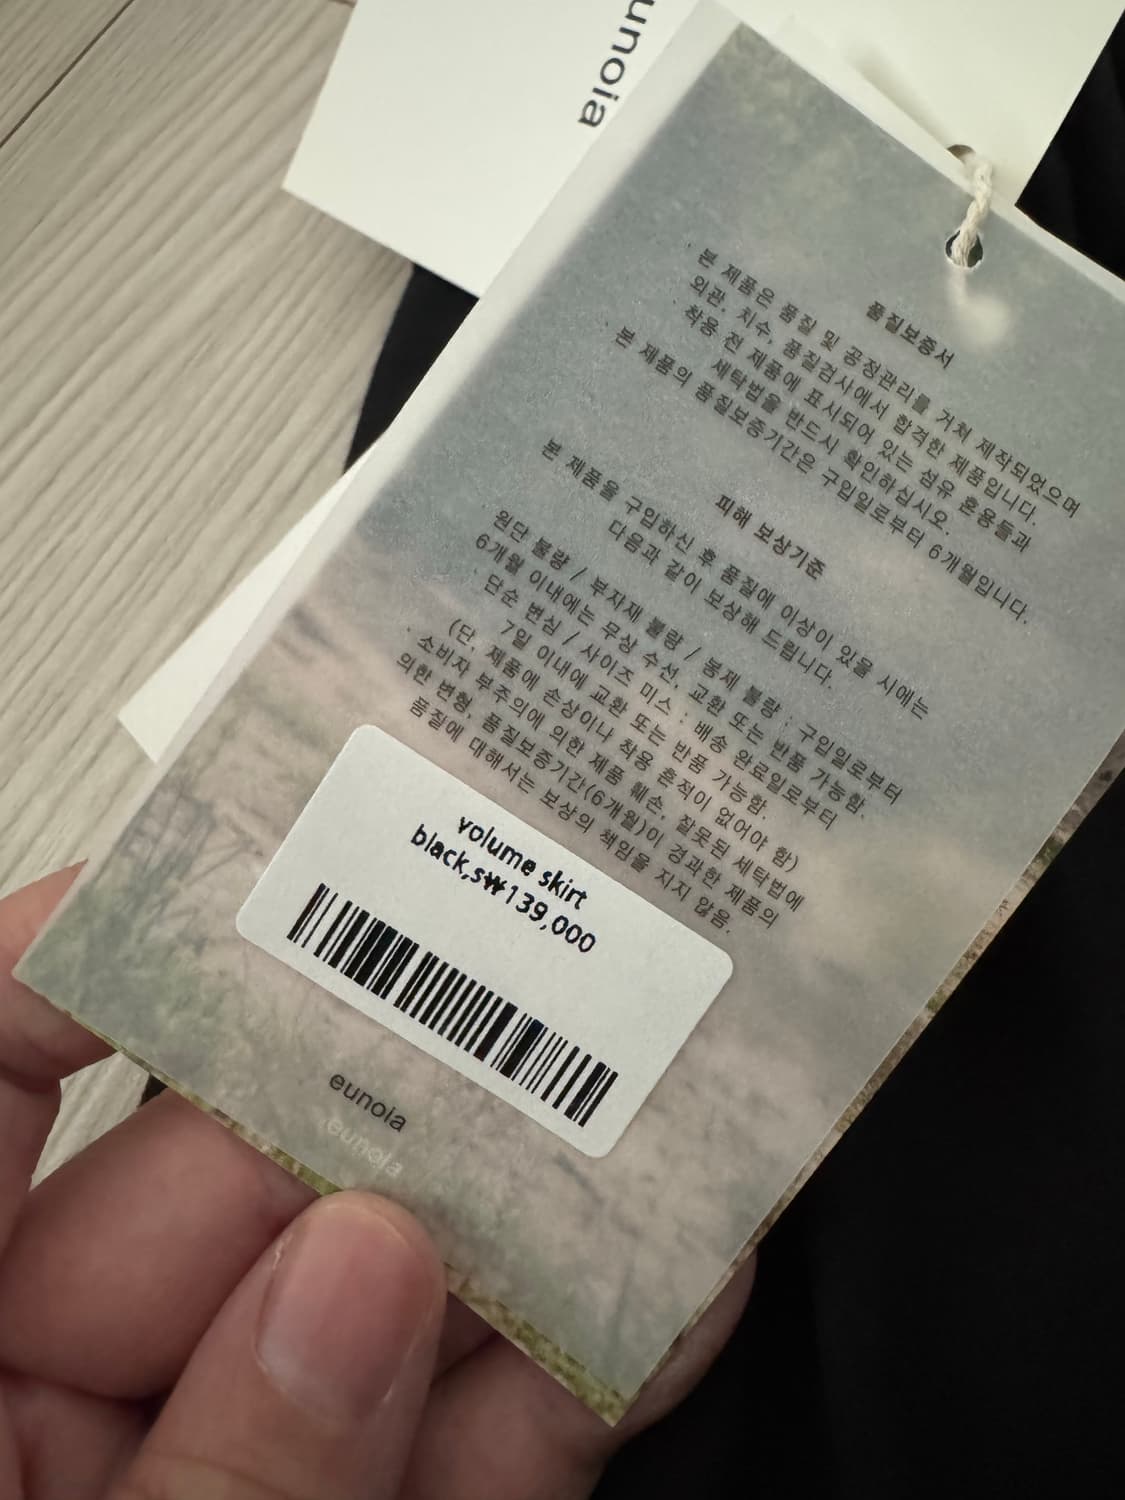 unoia
품질보증서
본 제품은 품질 및 공정관리를 거쳐 제작되었으며
외관, 치수, 품질검사에서 합격한 제품입니다.
착용 전 제품에 표시되어 있는 섬유 혼용률과
세탁법을 반드시 확인하십시오.
본 제품의 품질보증기간은 구입일로부터 6개월입니다.
피해 보상기준
본 제품을 구입하신 후 품질에 이상이 있을 시에는
다음과 같이 보상해 드립니다.
원단 불량 / 부자재 불량 / 봉제 불량 : 구입일로부터
6개월 이내에는 무상 수선, 교환 또는 반품 가능함.
· 단순 변심 / 사이즈 미스 : 배송 완료일로부터
7일 이내에 교환 또는 반품 가능함.
(단, 제품에 손상이나 착용 흔적이 없어야 함)
· 소비자 부주의에 의한 제품 훼손, 잘못된 세탁법에
의한 변형, 품질보증기간(6개월)이 경과한 제품의
품질에 대해서는 보상의 책임을 지지 않음.
volume skirt
black,s₩139,000
eunoia
eunoia